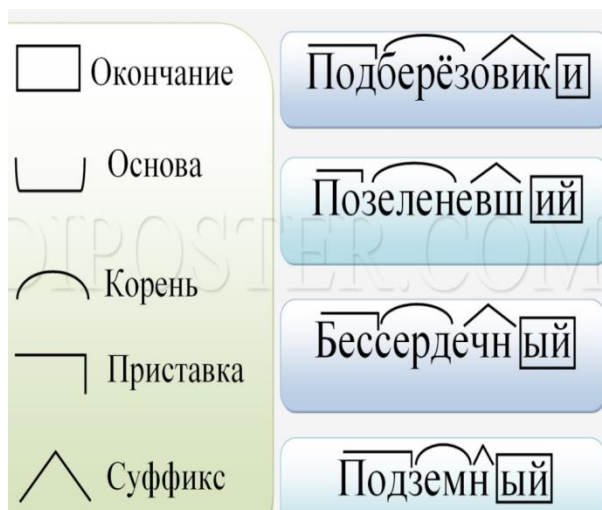 Окончание
Основа
Корень
Приставка
Суффикс
Подберёзовики
Позеленевший
Бессердечный
Подземный
DIPOSTER.COM